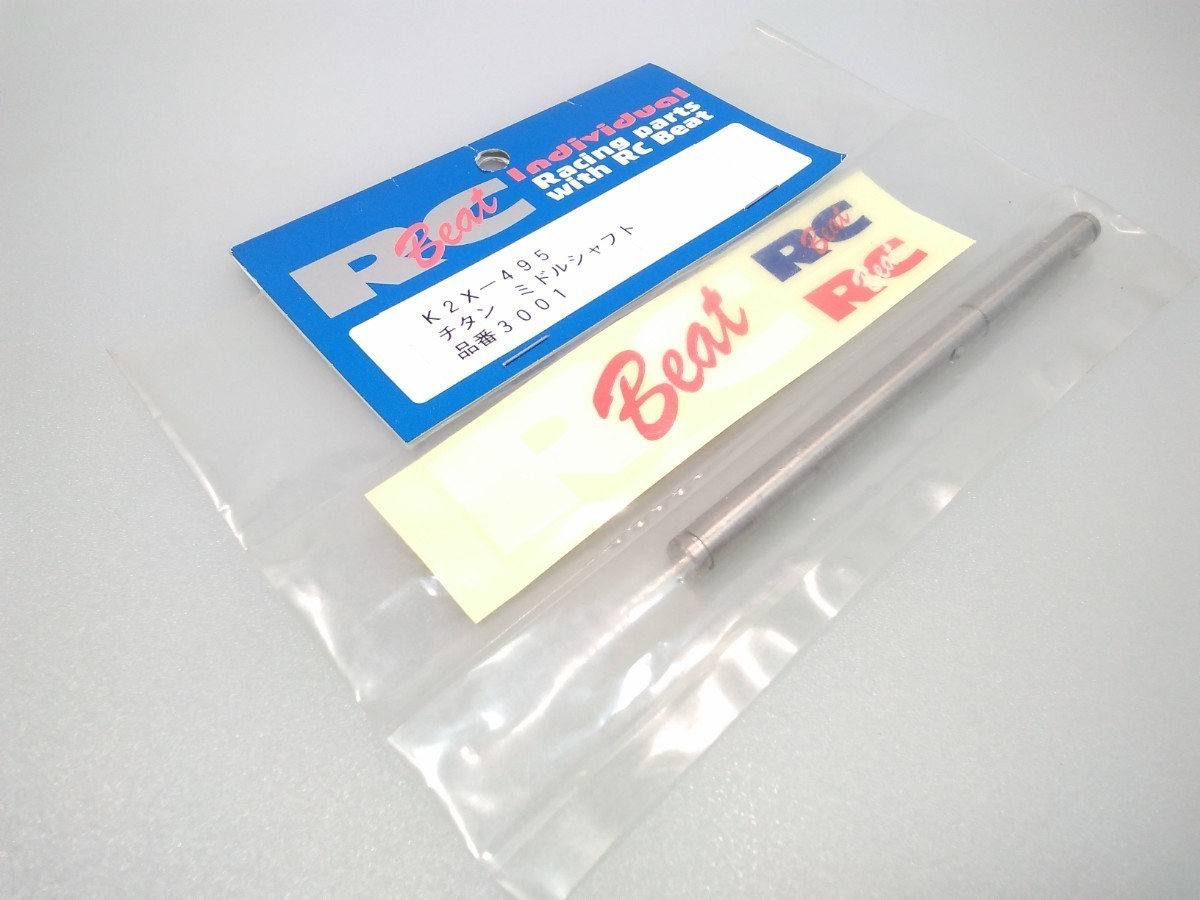 RC
Beat
Individual
Racing parts
with RC Beat
K2X－495
チタン　ミドルシャフト
品番3001
RC
Beat
RC
Beat
RC
Beat